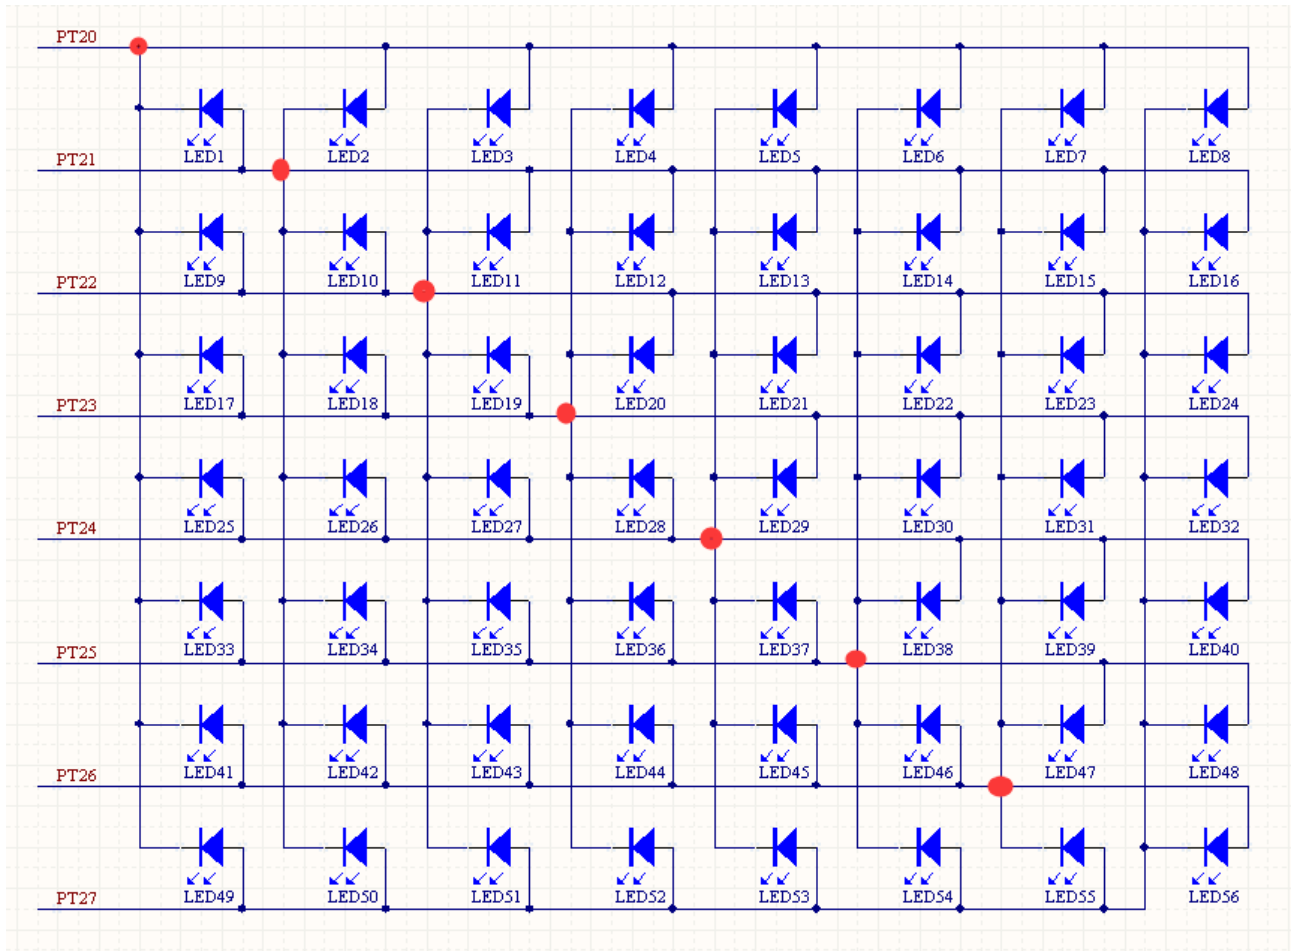 PT20
LED1 LED2 LED3 LED4 LED5 LED6 LED7 LED8
PT21
LED9 LED10 LED11 LED12 LED13 LED14 LED15 LED16
PT22
LED17 LED18 LED19 LED20 LED21 LED22 LED23 LED24
PT23
LED25 LED26 LED27 LED28 LED29 LED30 LED31 LED32
PT24
LED33 LED34 LED35 LED36 LED37 LED38 LED39 LED40
PT25
LED41 LED42 LED43 LED44 LED45 LED46 LED47 LED48
PT26
LED49 LED50 LED51 LED52 LED53 LED54 LED55 LED56
PT27